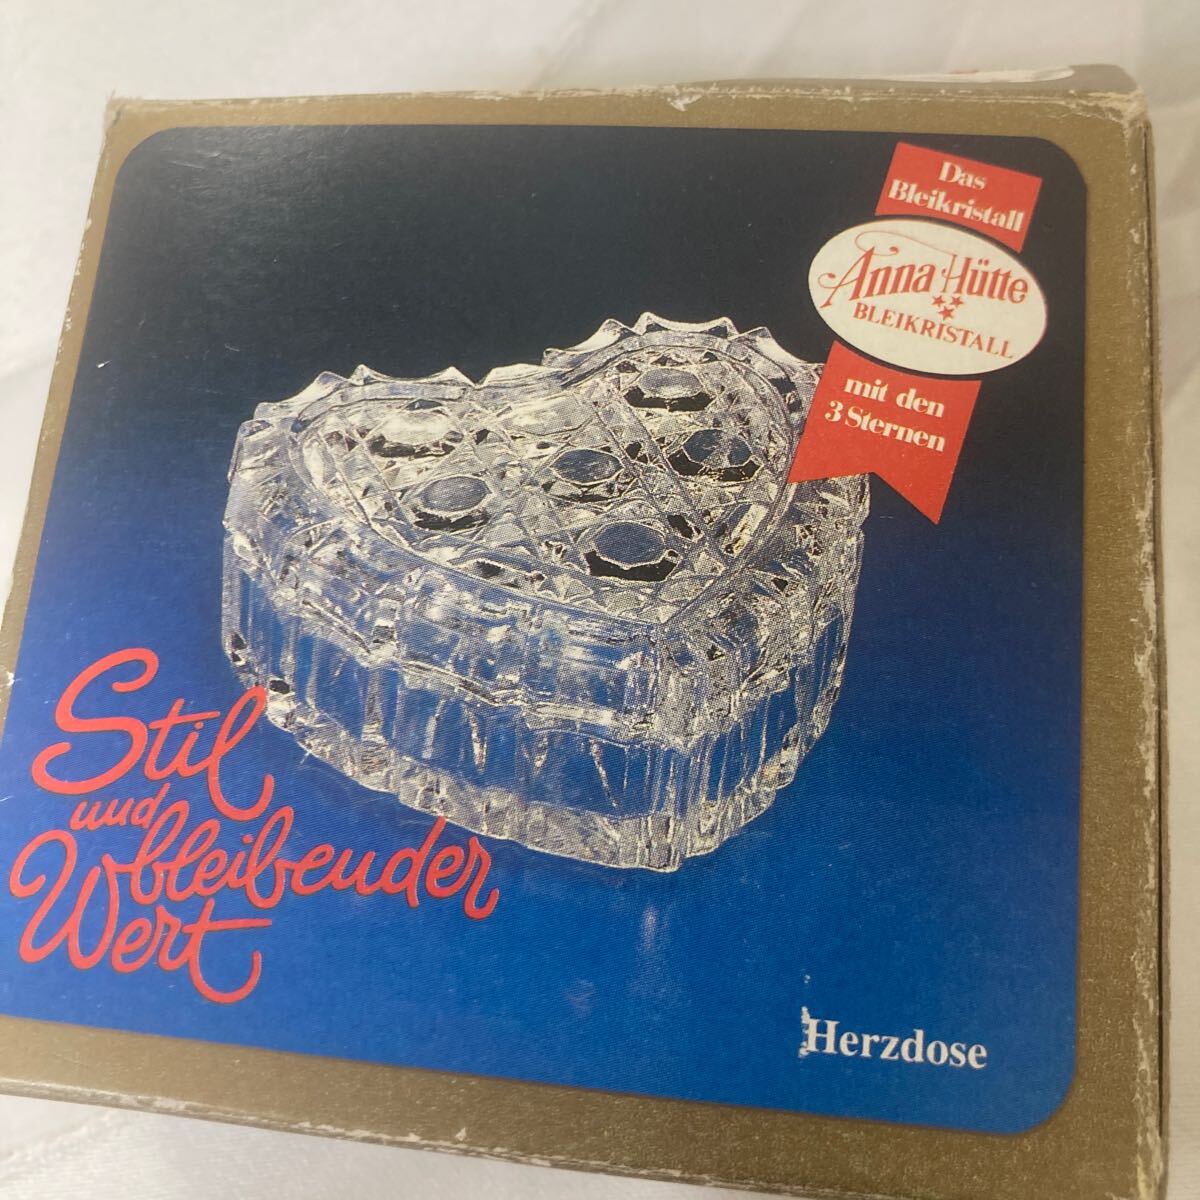 Das
Bleikristall
Anna Hütte
BLEIKRISTALL
mit den
3 Sternen
Stil
und
bleibender
Wert
Herzdose